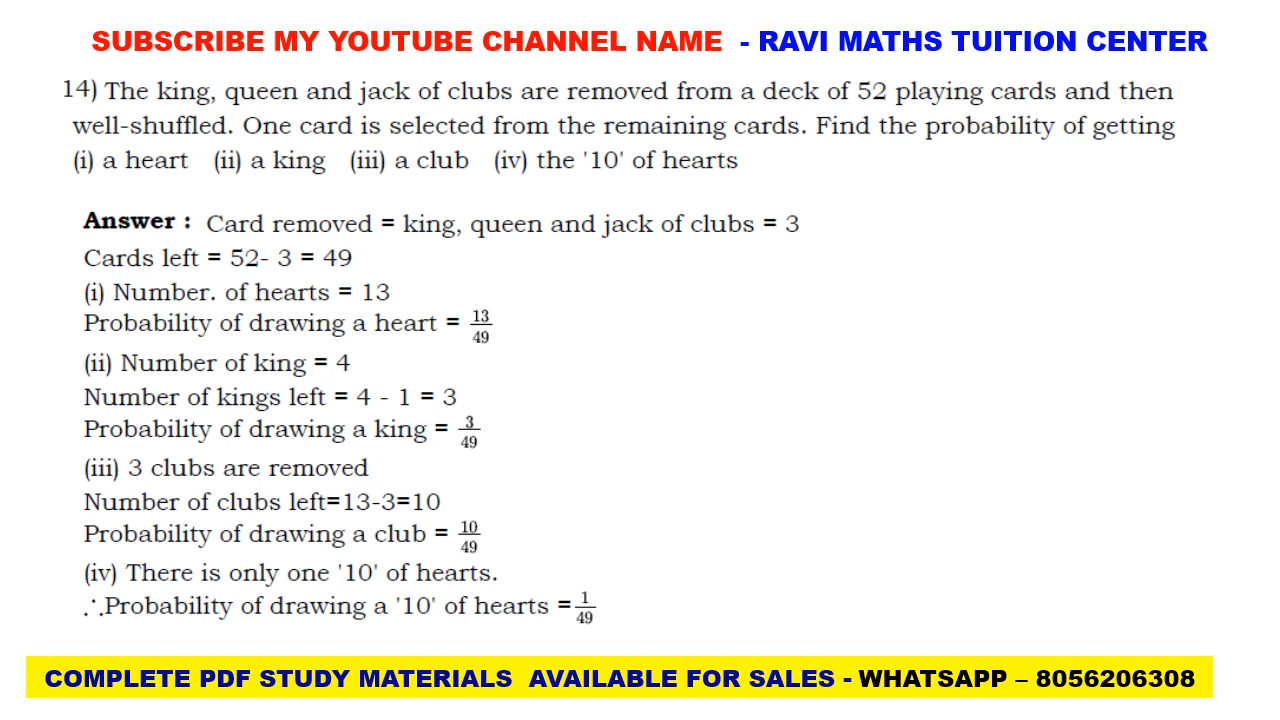 SUBSCRIBE MY YOUTUBE CHANNEL NAME - RAVI MATHS TUITION CENTER
14) The king, queen and jack of clubs are removed from a deck of 52 playing cards and then
well-shuffled. One card is selected from the remaining cards. Find the probability of getting
(i) a heart (ii) a king (iii) a club (iv) the '10' of hearts
Answer : Card removed = king, queen and jack of clubs = 3
Cards left = 52- 3 = 49
(i) Number. of hearts = 13
Probability of drawing a heart = 13/49
(ii) Number of king = 4
Number of kings left = 4 - 1 = 3
Probability of drawing a king = 3/49
(iii) 3 clubs are removed
Number of clubs left=13-3=10
Probability of drawing a club = 10/49
(iv) There is only one '10' of hearts.
∴Probability of drawing a '10' of hearts =1/49
COMPLETE PDF STUDY MATERIALS AVAILABLE FOR SALES - WHATSAPP – 8056206308